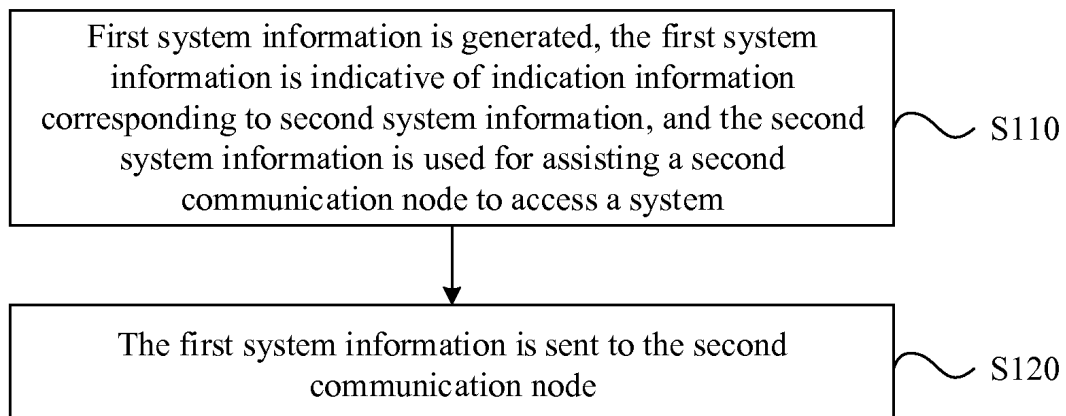 First system information is generated, the first system
information is indicative of indication information
corresponding to second system information, and the second
system information is used for assisting a second
communication node to access a system
S110
The first system information is sent to the second
communication node
S120